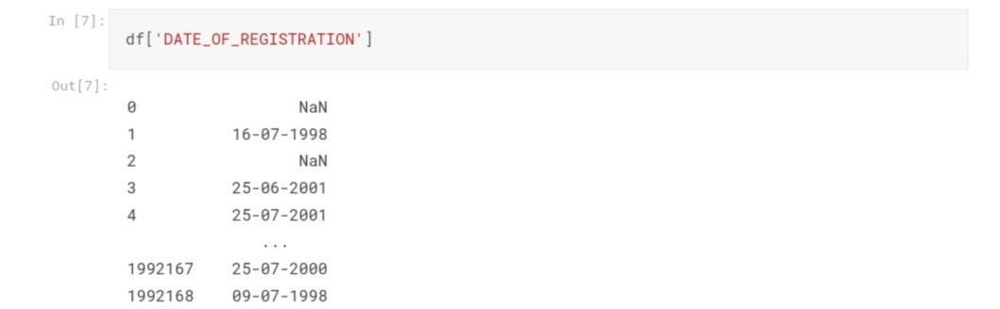 In [7]:
df['DATE_OF_REGISTRATION']
Out[7]:
0 NaN
1 16-07-1998
2 NaN
3 25-06-2001
4 25-07-2001
...
1992167 25-07-2000
1992168 09-07-1998